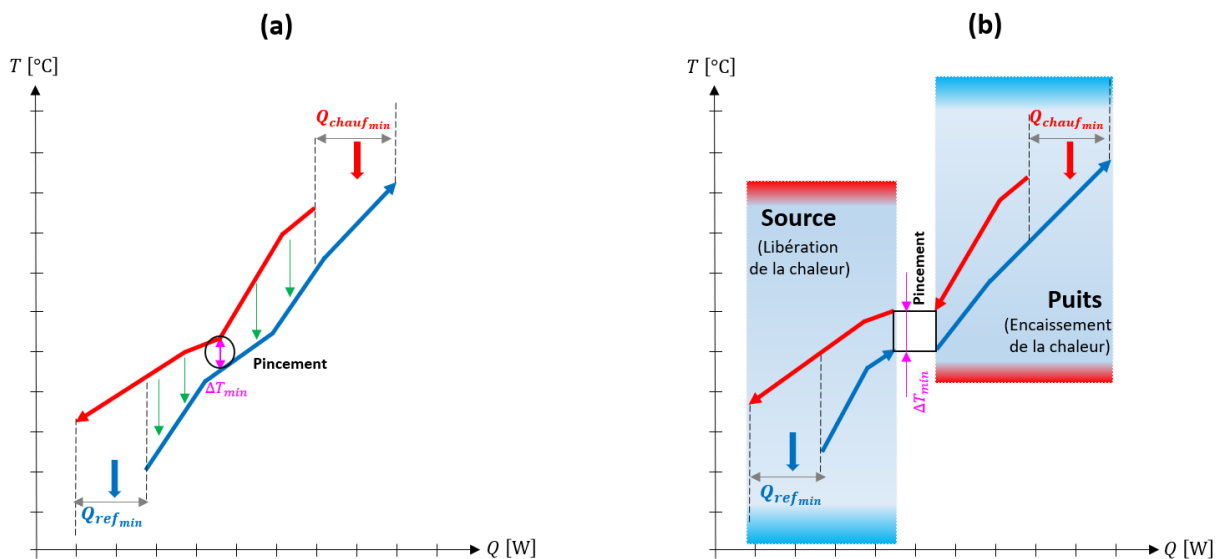 (a)
T [°C]
Q_chauf_min
Pincement
ΔT_min
Q_ref_min
Q [W]
(b)
T [°C]
Q_chauf_min
Source
(Libération
de la chaleur)
Pincement
Puits
(Encaissement
de la chaleur)
ΔT_min
Q_ref_min
Q [W]